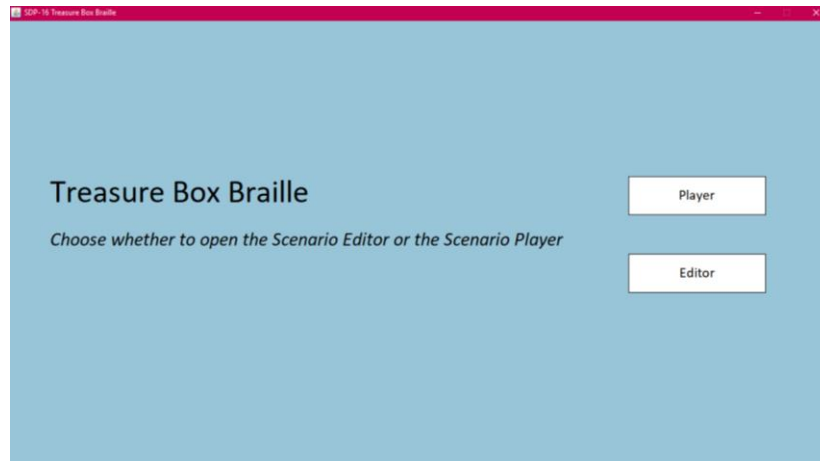 SDP-16 Treasure Box Braille
Treasure Box Braille
Choose whether to open the Scenario Editor or the Scenario Player
Player
Editor